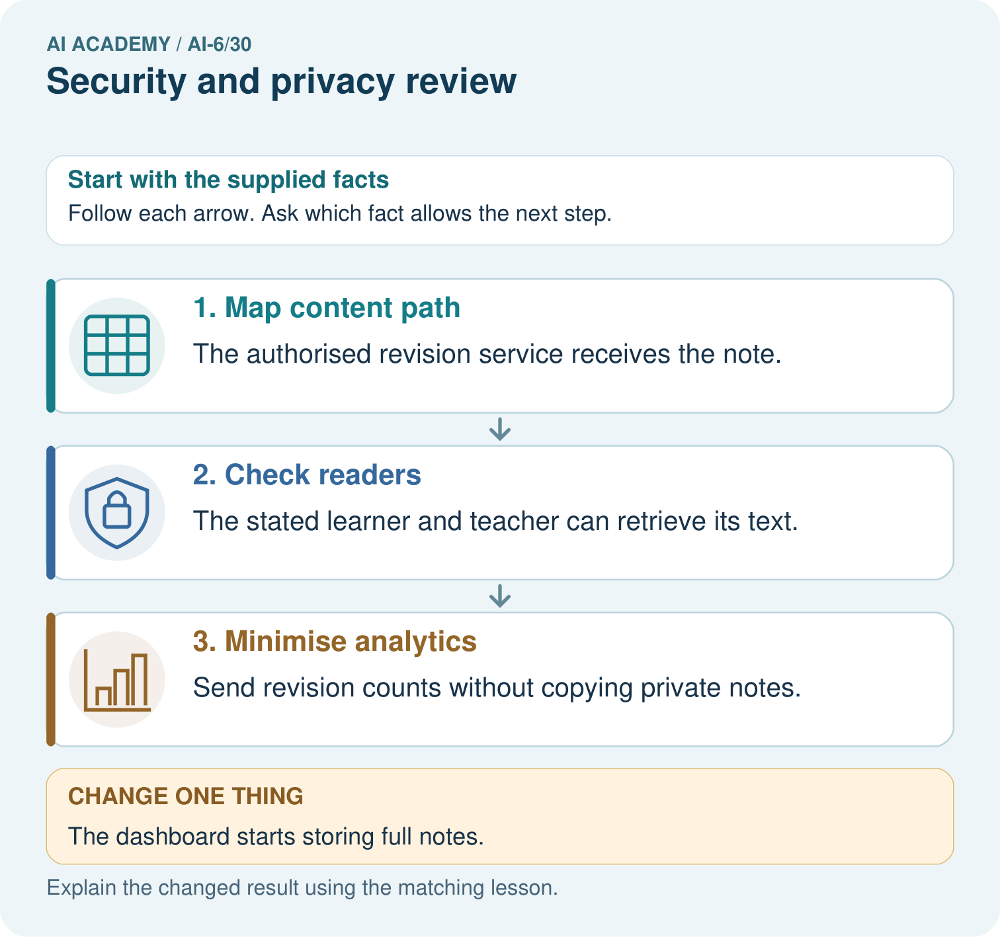 AI ACADEMY / AI-6/30
Security and privacy review
Start with the supplied facts
Follow each arrow. Ask which fact allows the next step.
1. Map content path
The authorised revision service receives the note.
2. Check readers
The stated learner and teacher can retrieve its text.
3. Minimise analytics
Send revision counts without copying private notes.
CHANGE ONE THING
The dashboard starts storing full notes.
Explain the changed result using the matching lesson.